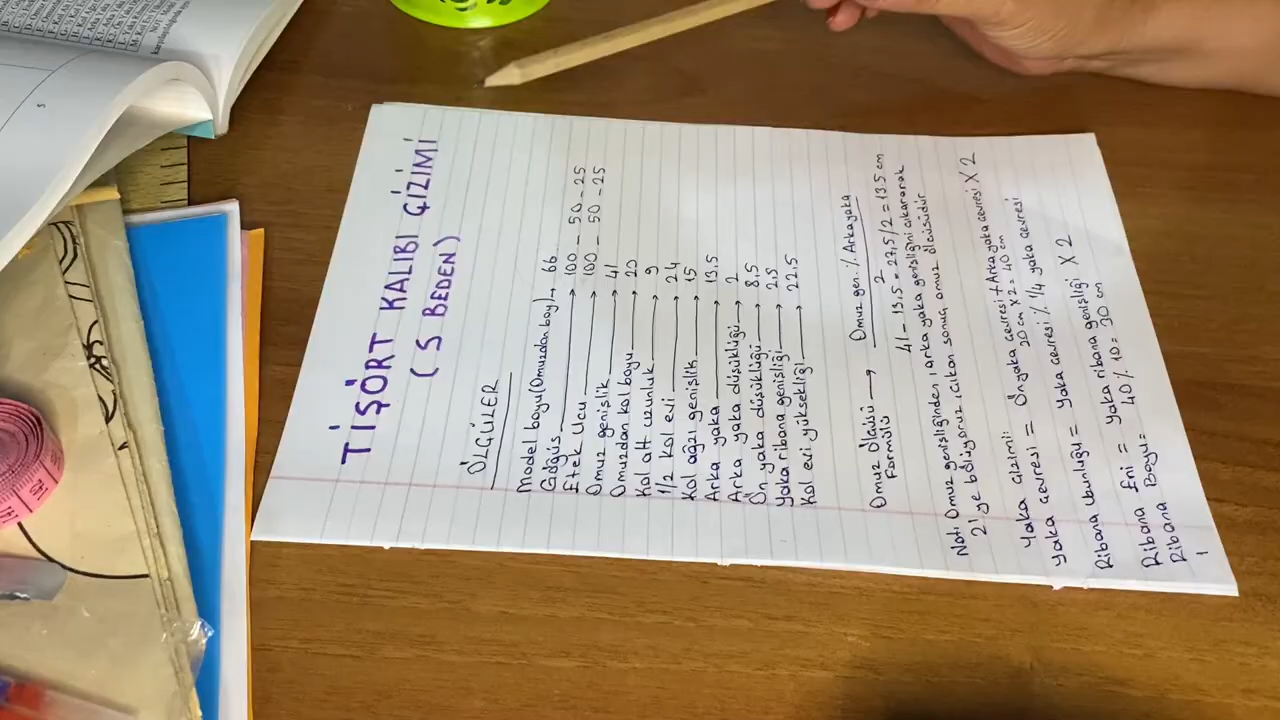 TİŞÖRT KALIBI ÇİZİMİ
( S BEDEN)
ÖLÇÜLER
Model boyu(Omuzdan boy)→ 66
Göğüs → 100 - 50 - 25
Etek Ucu → 100 - 50 - 25
Omuz genişlik → 41
Omuzdan kol boyu → 20
Kol alt uzunluk → 9
1/2 kol evi → 24
Kol ağzı genişlik → 15
Arka yaka → 13,5
Arka yaka düşüklüğü → 2
Ön yaka düşüklüğü → 8,5
Yaka ribana genişliği → 2,5
Kol evi yüksekliği → 22,5
Omuz Ölçüsü → Omuz gen. ٪ Arka yaka
Formülü 2
41 - 13,5 = 27,5/2 = 13.5 cm
Not: Omuz genişliğinden, arka yaka genişliğini çıkararak
2'ye bölüyoruz, çıkan sonuç omuz ölçüsüdür
Yaka çizimi:
Yaka çevresi = Ön yaka çevresi + Arka yaka çevresi X 2
20 cm X 2 = 40 cm
Ribana Uzunluğu = Yaka çevresi ٪ 1/4 yaka çevresi
Ribana Eni = Yaka ribana genişliği X 2
Ribana Boyu = 40 ٪ 10 = 30 cm
1
5